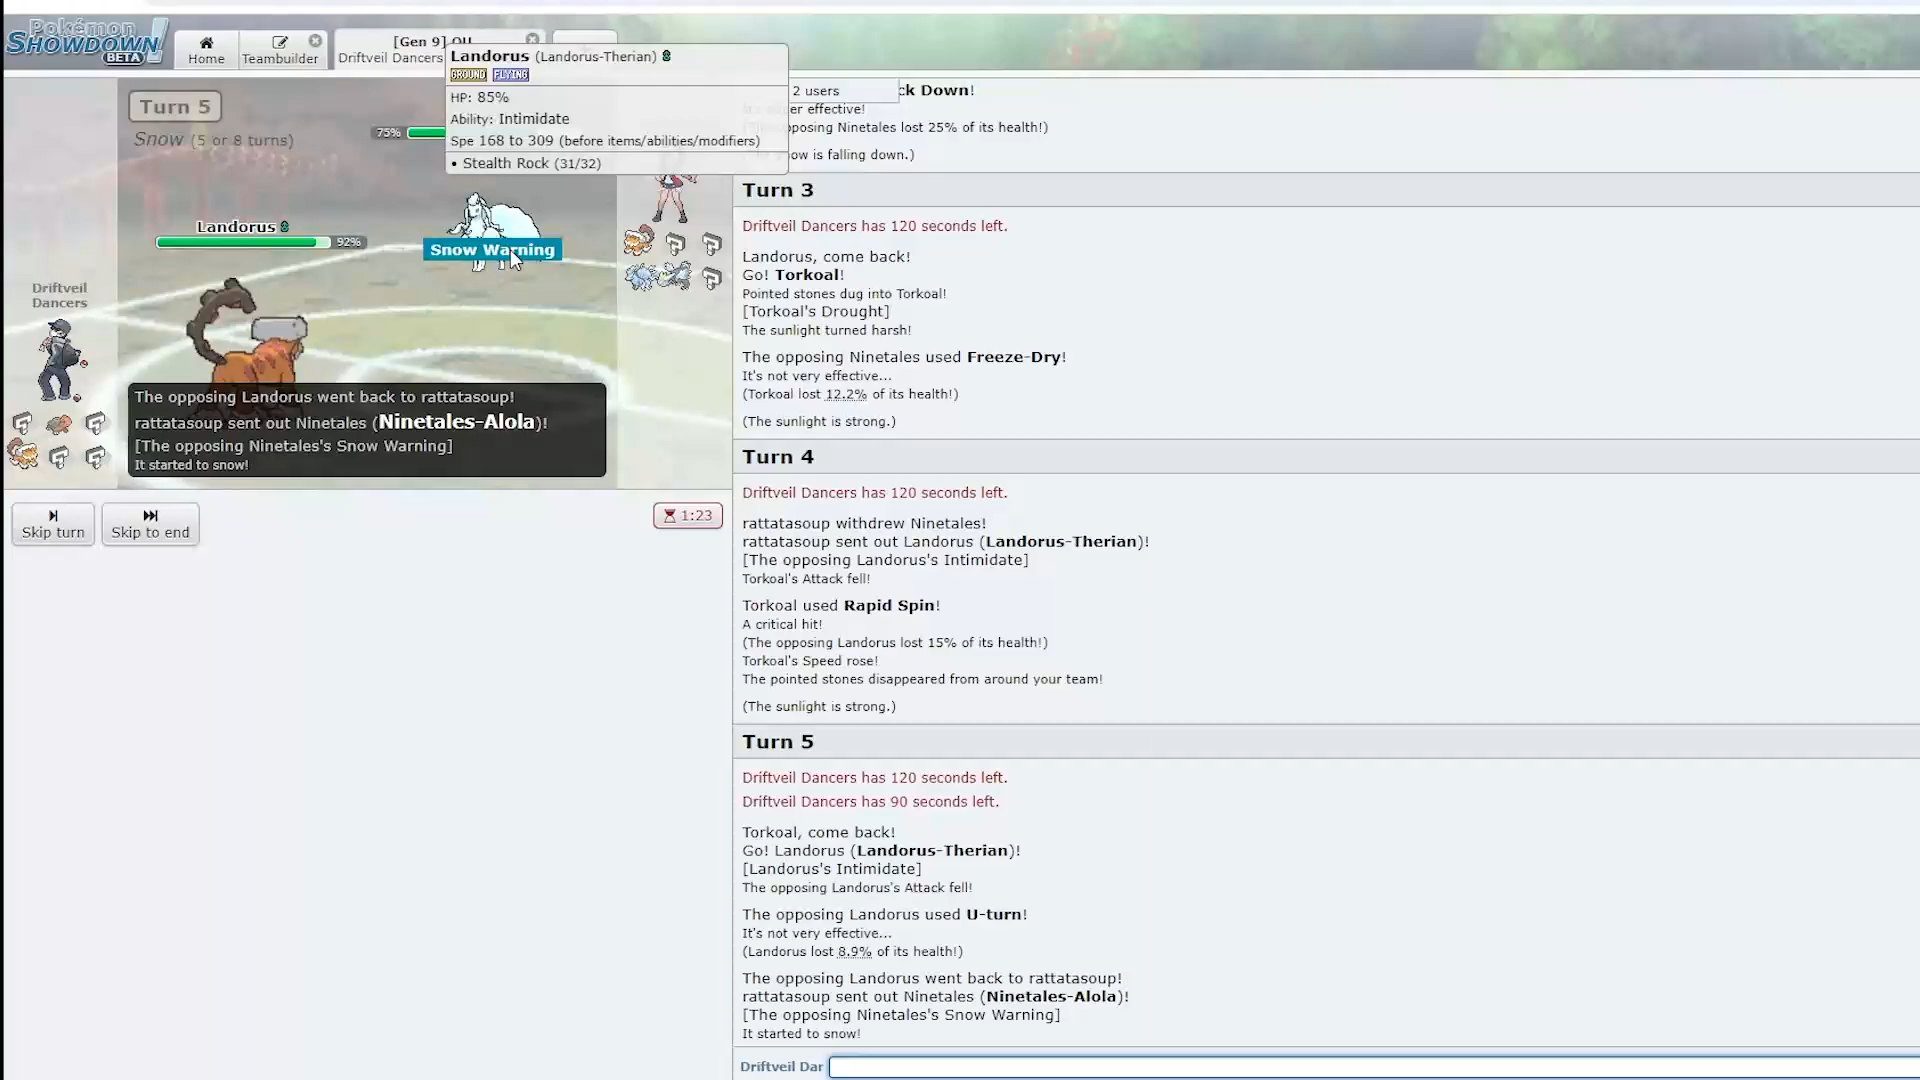 Pokémon
SHOWDOWN!
BETA
Home
Teambuilder
[Gen 9] OU
Driftveil Dancers
Landorus (Landorus-Therian)
GROUND FLYING
HP: 85%
Ability: Intimidate
Spe 168 to 309 (before items/abilities/modifiers)
• Stealth Rock (31/32)
2 users
Turn 5
Snow (5 or 8 turns)
75%
Landorus
92%
Snow Warning
Driftveil
Dancers
The opposing Landorus went back to rattatasoup!
rattatasoup sent out Ninetales (Ninetales-Alola)!
[The opposing Ninetales's Snow Warning]
It started to snow!
Skip turn
Skip to end
1:23
ck Down!
er effective!
opposing Ninetales lost 25% of its health!)
ow is falling down.)
Turn 3
Driftveil Dancers has 120 seconds left.
Landorus, come back!
Go! Torkoal!
Pointed stones dug into Torkoal!
[Torkoal's Drought]
The sunlight turned harsh!
The opposing Ninetales used Freeze-Dry!
It's not very effective...
(Torkoal lost 12.2% of its health!)
(The sunlight is strong.)
Turn 4
Driftveil Dancers has 120 seconds left.
rattatasoup withdrew Ninetales!
rattatasoup sent out Landorus (Landorus-Therian)!
[The opposing Landorus's Intimidate]
Torkoal's Attack fell!
Torkoal used Rapid Spin!
A critical hit!
(The opposing Landorus lost 15% of its health!)
Torkoal's Speed rose!
The pointed stones disappeared from around your team!
(The sunlight is strong.)
Turn 5
Driftveil Dancers has 120 seconds left.
Driftveil Dancers has 90 seconds left.
Torkoal, come back!
Go! Landorus (Landorus-Therian)!
[Landorus's Intimidate]
The opposing Landorus's Attack fell!
The opposing Landorus used U-turn!
It's not very effective...
(Landorus lost 8.9% of its health!)
The opposing Landorus went back to rattatasoup!
rattatasoup sent out Ninetales (Ninetales-Alola)!
[The opposing Ninetales's Snow Warning]
It started to snow!
Driftveil Dar